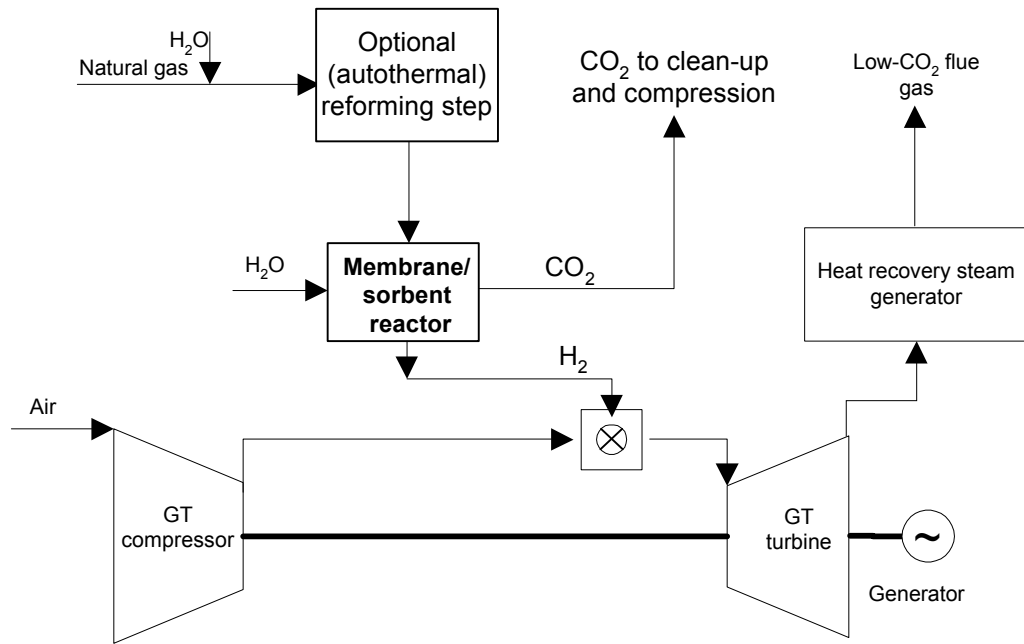 H₂O
Natural gas
Optional
(autothermal)
reforming step
CO₂ to clean-up
and compression
Low-CO₂ flue
gas
H₂O
Membrane/
sorbent
reactor
CO₂
Heat recovery steam
generator
H₂
Air
GT
compressor
GT
turbine
~
Generator